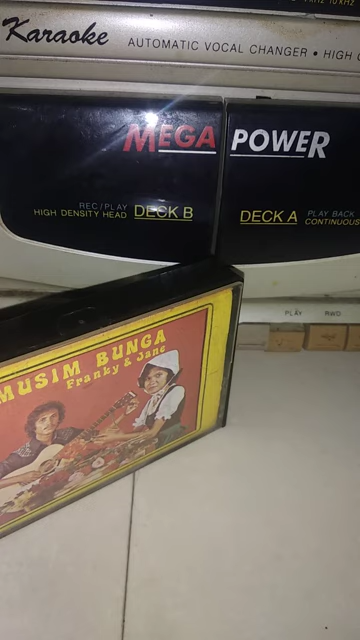 Karaoke
AUTOMATIC VOCAL CHANGER • HIGH
MEGA POWER
REC/PLAY
HIGH DENSITY HEAD DECK B
DECK A PLAY BACK
CONTINUOUS
PLAY RWD
MUSIM BUNGA
Franky & Jane